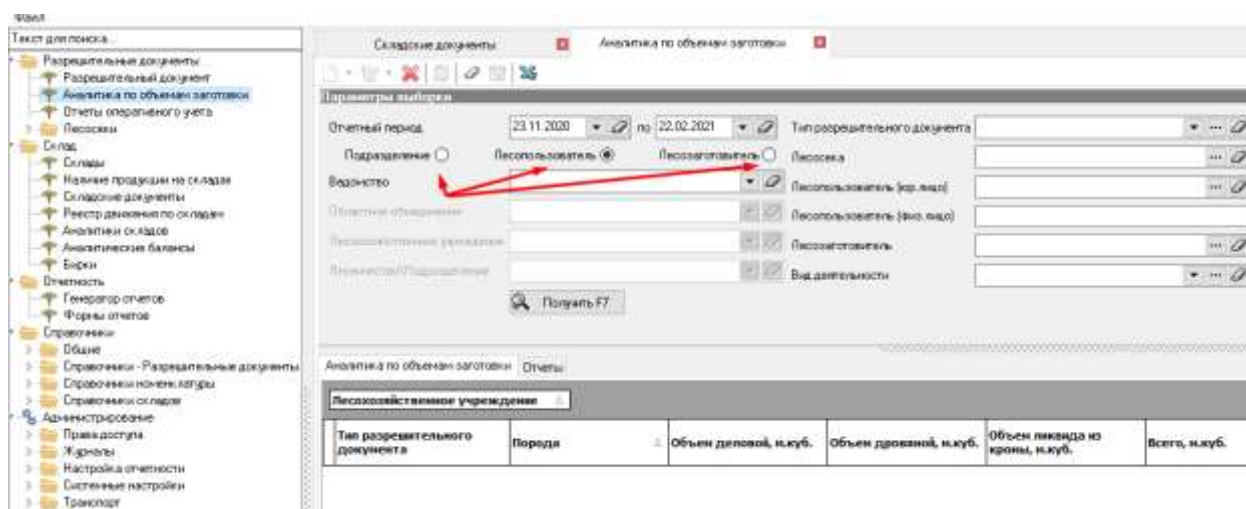 Файл
Текст для поиска...
Разрешительные документы
Разрешительный документ
Аналитика по объемам заготовки
Отчеты оперативного учета
Лесосеки
Склад
Склады
Наличие продукции на складах
Складские документы
Реестр движения по складам
Аналитики складов
Аналитические балансы
Бирки
Отчетность
Генератор отчетов
Формы отчетов
Справочники
Общие
Справочники - Разрешительные документы
Справочники номенклатуры
Справочники складов
Администрирование
Права доступа
Журналы
Настройка отчетности
Системные настройки
Транспорт
Складские документы
Аналитика по объемам заготовки
Параметры выборки
Отчетный период 23.11.2020 по 22.02.2021 Тип разрешительного документа
Подразделение Лесопользователь Лесозаготовитель Лесосека
Ведомство Лесопользователь (юр. лицо)
Областное объединение Лесопользователь (физ. лицо)
Лесохозяйственное учреждение Лесозаготовитель
Лесничество/Подразделение Вид деятельности
Получить F7
Аналитика по объемам заготовки Отчеты
Лесохозяйственное учреждение
Тип разрешительного документа Порода Объем деловой, м.куб. Объем дровяной, м.куб. Объем ликвида из кроны, м.куб. Всего, м.куб.